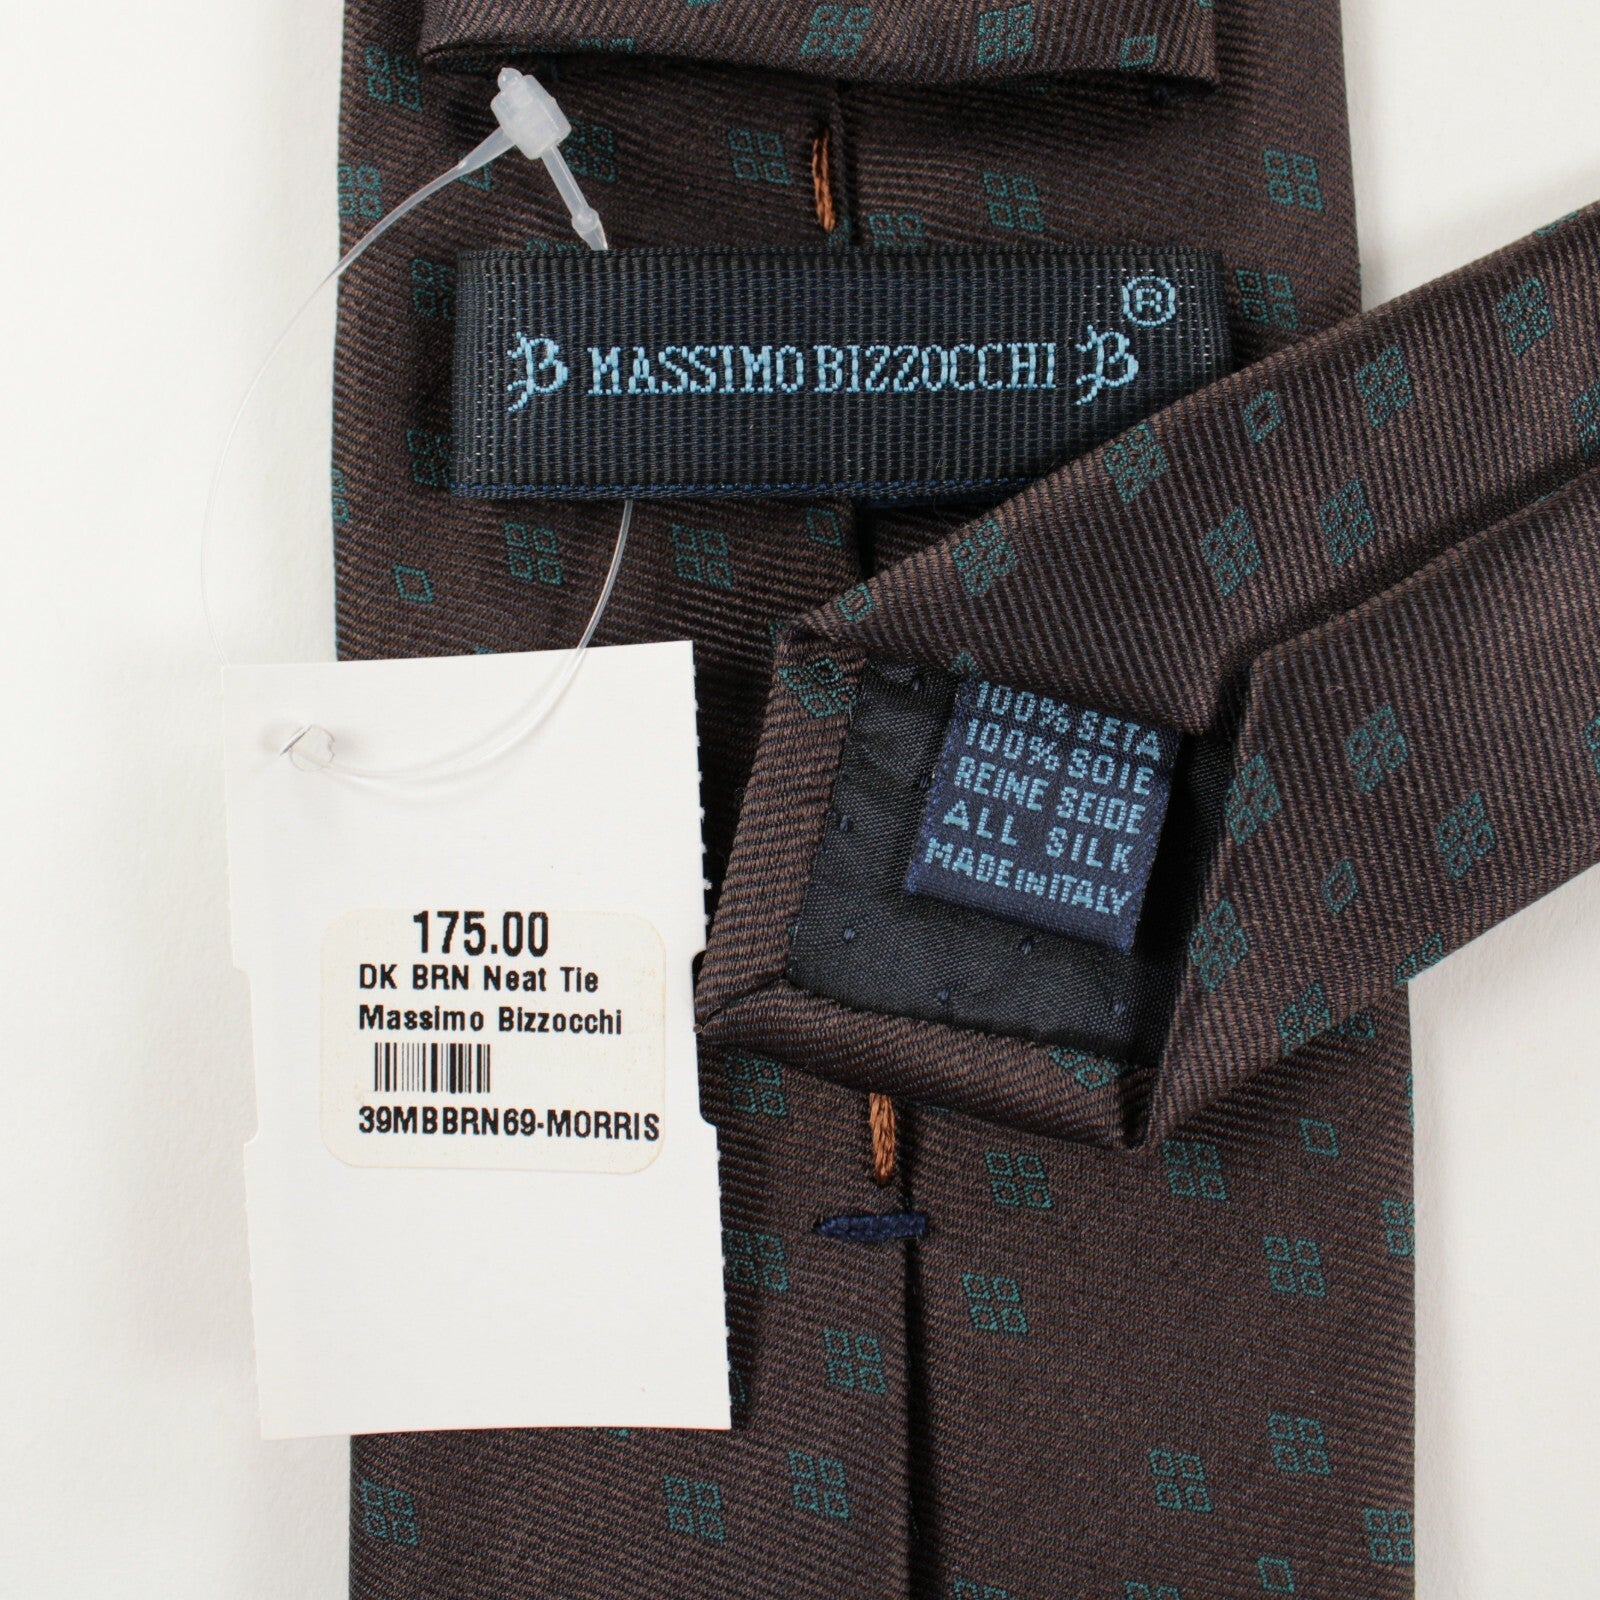 B MASSIMO BIZZOCCHI B ®
100% SETA
100% SOIE
REINE SEIDE
ALL SILK
MADE IN ITALY
175.00
DK BRN Neat Tie
Massimo Bizzocchi
39MBBRN69-MORRIS